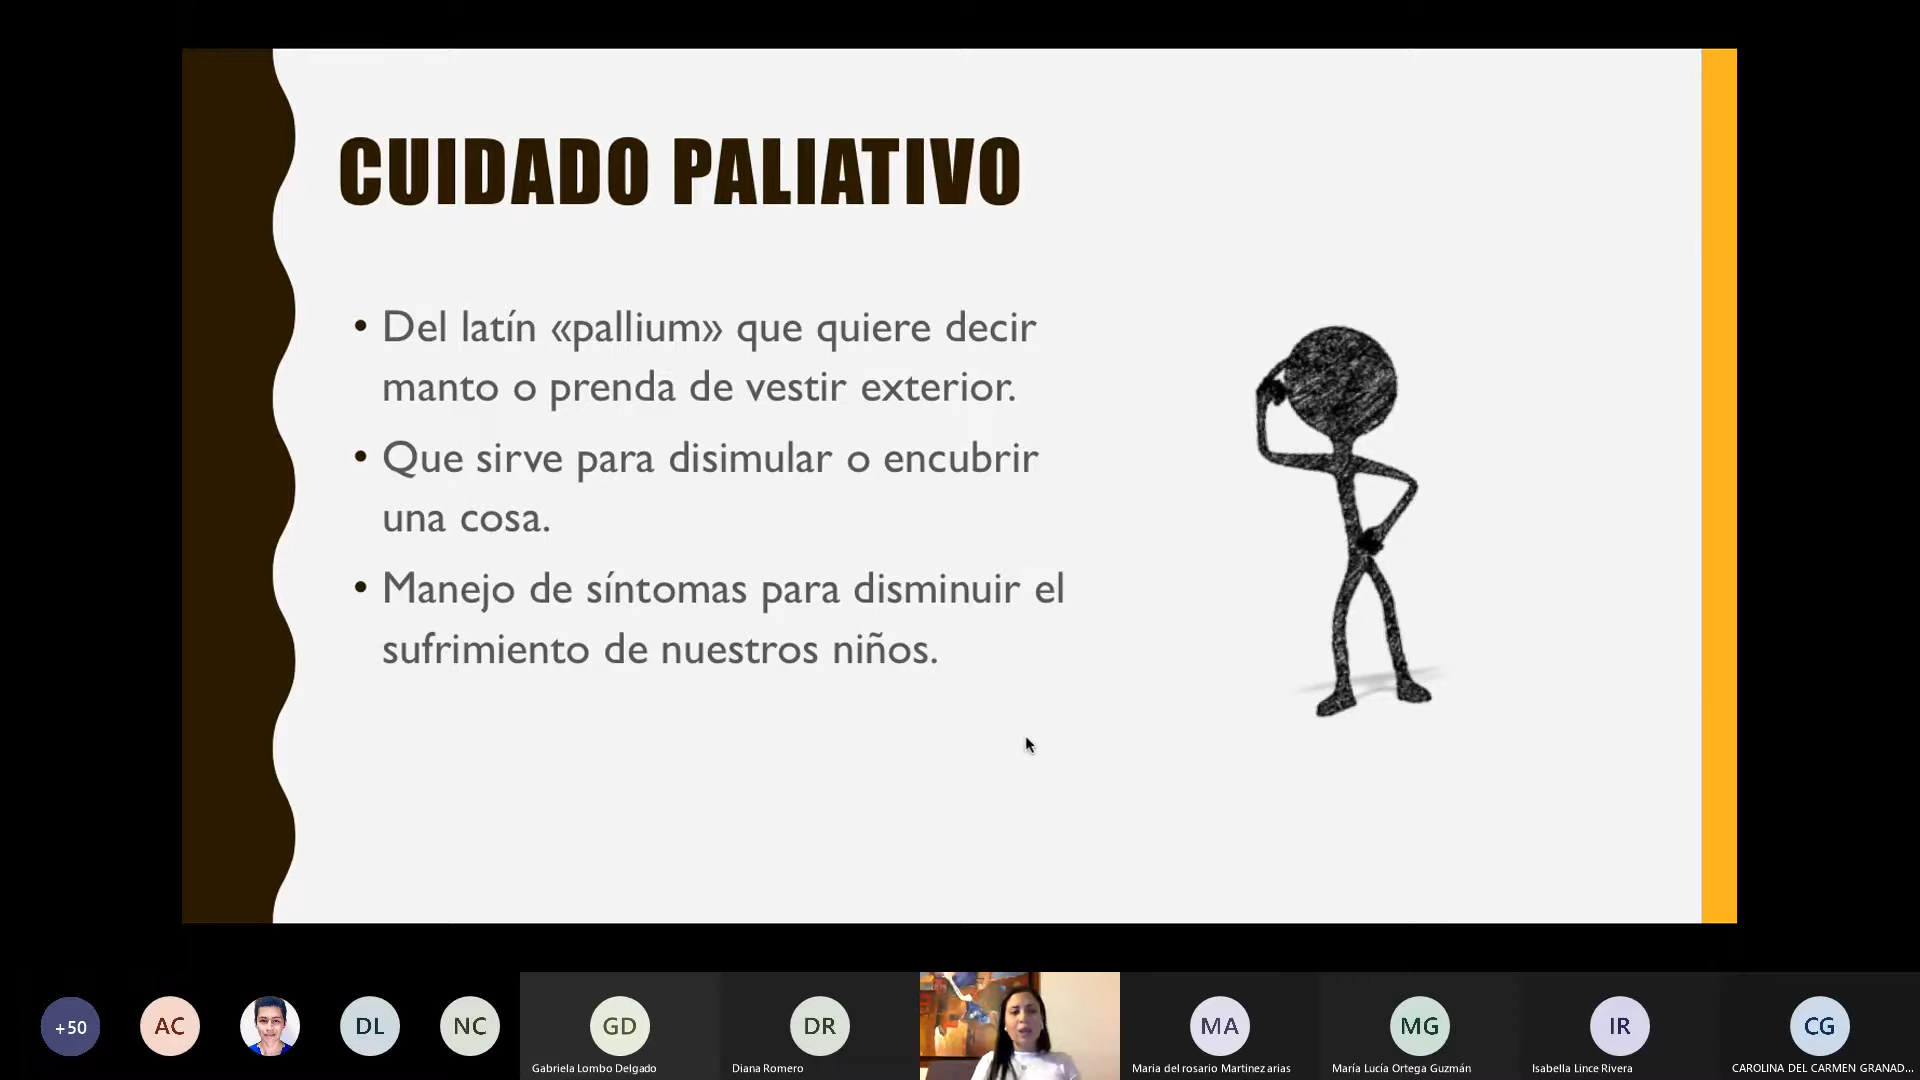 CUIDADO PALIATIVO
• Del latín «pallium» que quiere decir
manto o prenda de vestir exterior.
• Que sirve para disimular o encubrir
una cosa.
• Manejo de síntomas para disminuir el
sufrimiento de nuestros niños.
+50
AC
DL
NC
GD
DR
MA
MG
IR
CG
Gabriela Lombo Delgado
Diana Romero
Maria del rosario Martinez arias
María Lucía Ortega Guzmán
Isabella Lince Rivera
CAROLINA DEL CARMEN GRANAD...